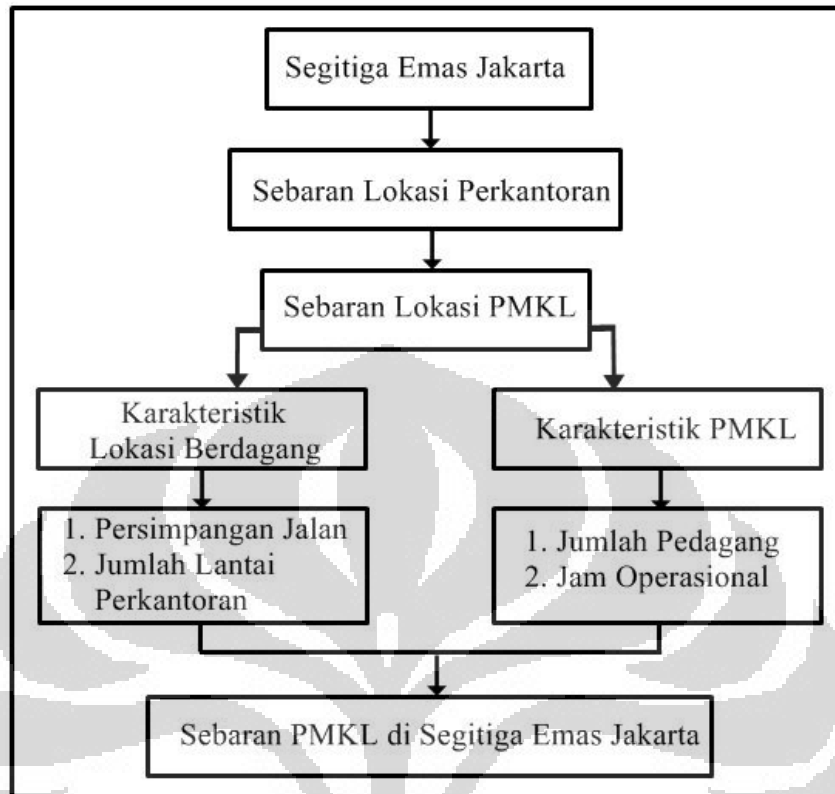 Segitiga Emas Jakarta
Sebaran Lokasi Perkantoran
Sebaran Lokasi PMKL
Karakteristik
Lokasi Berdagang
Karakteristik PMKL
1. Persimpangan Jalan
2. Jumlah Lantai
Perkantoran
1. Jumlah Pedagang
2. Jam Operasional
Sebaran PMKL di Segitiga Emas Jakarta